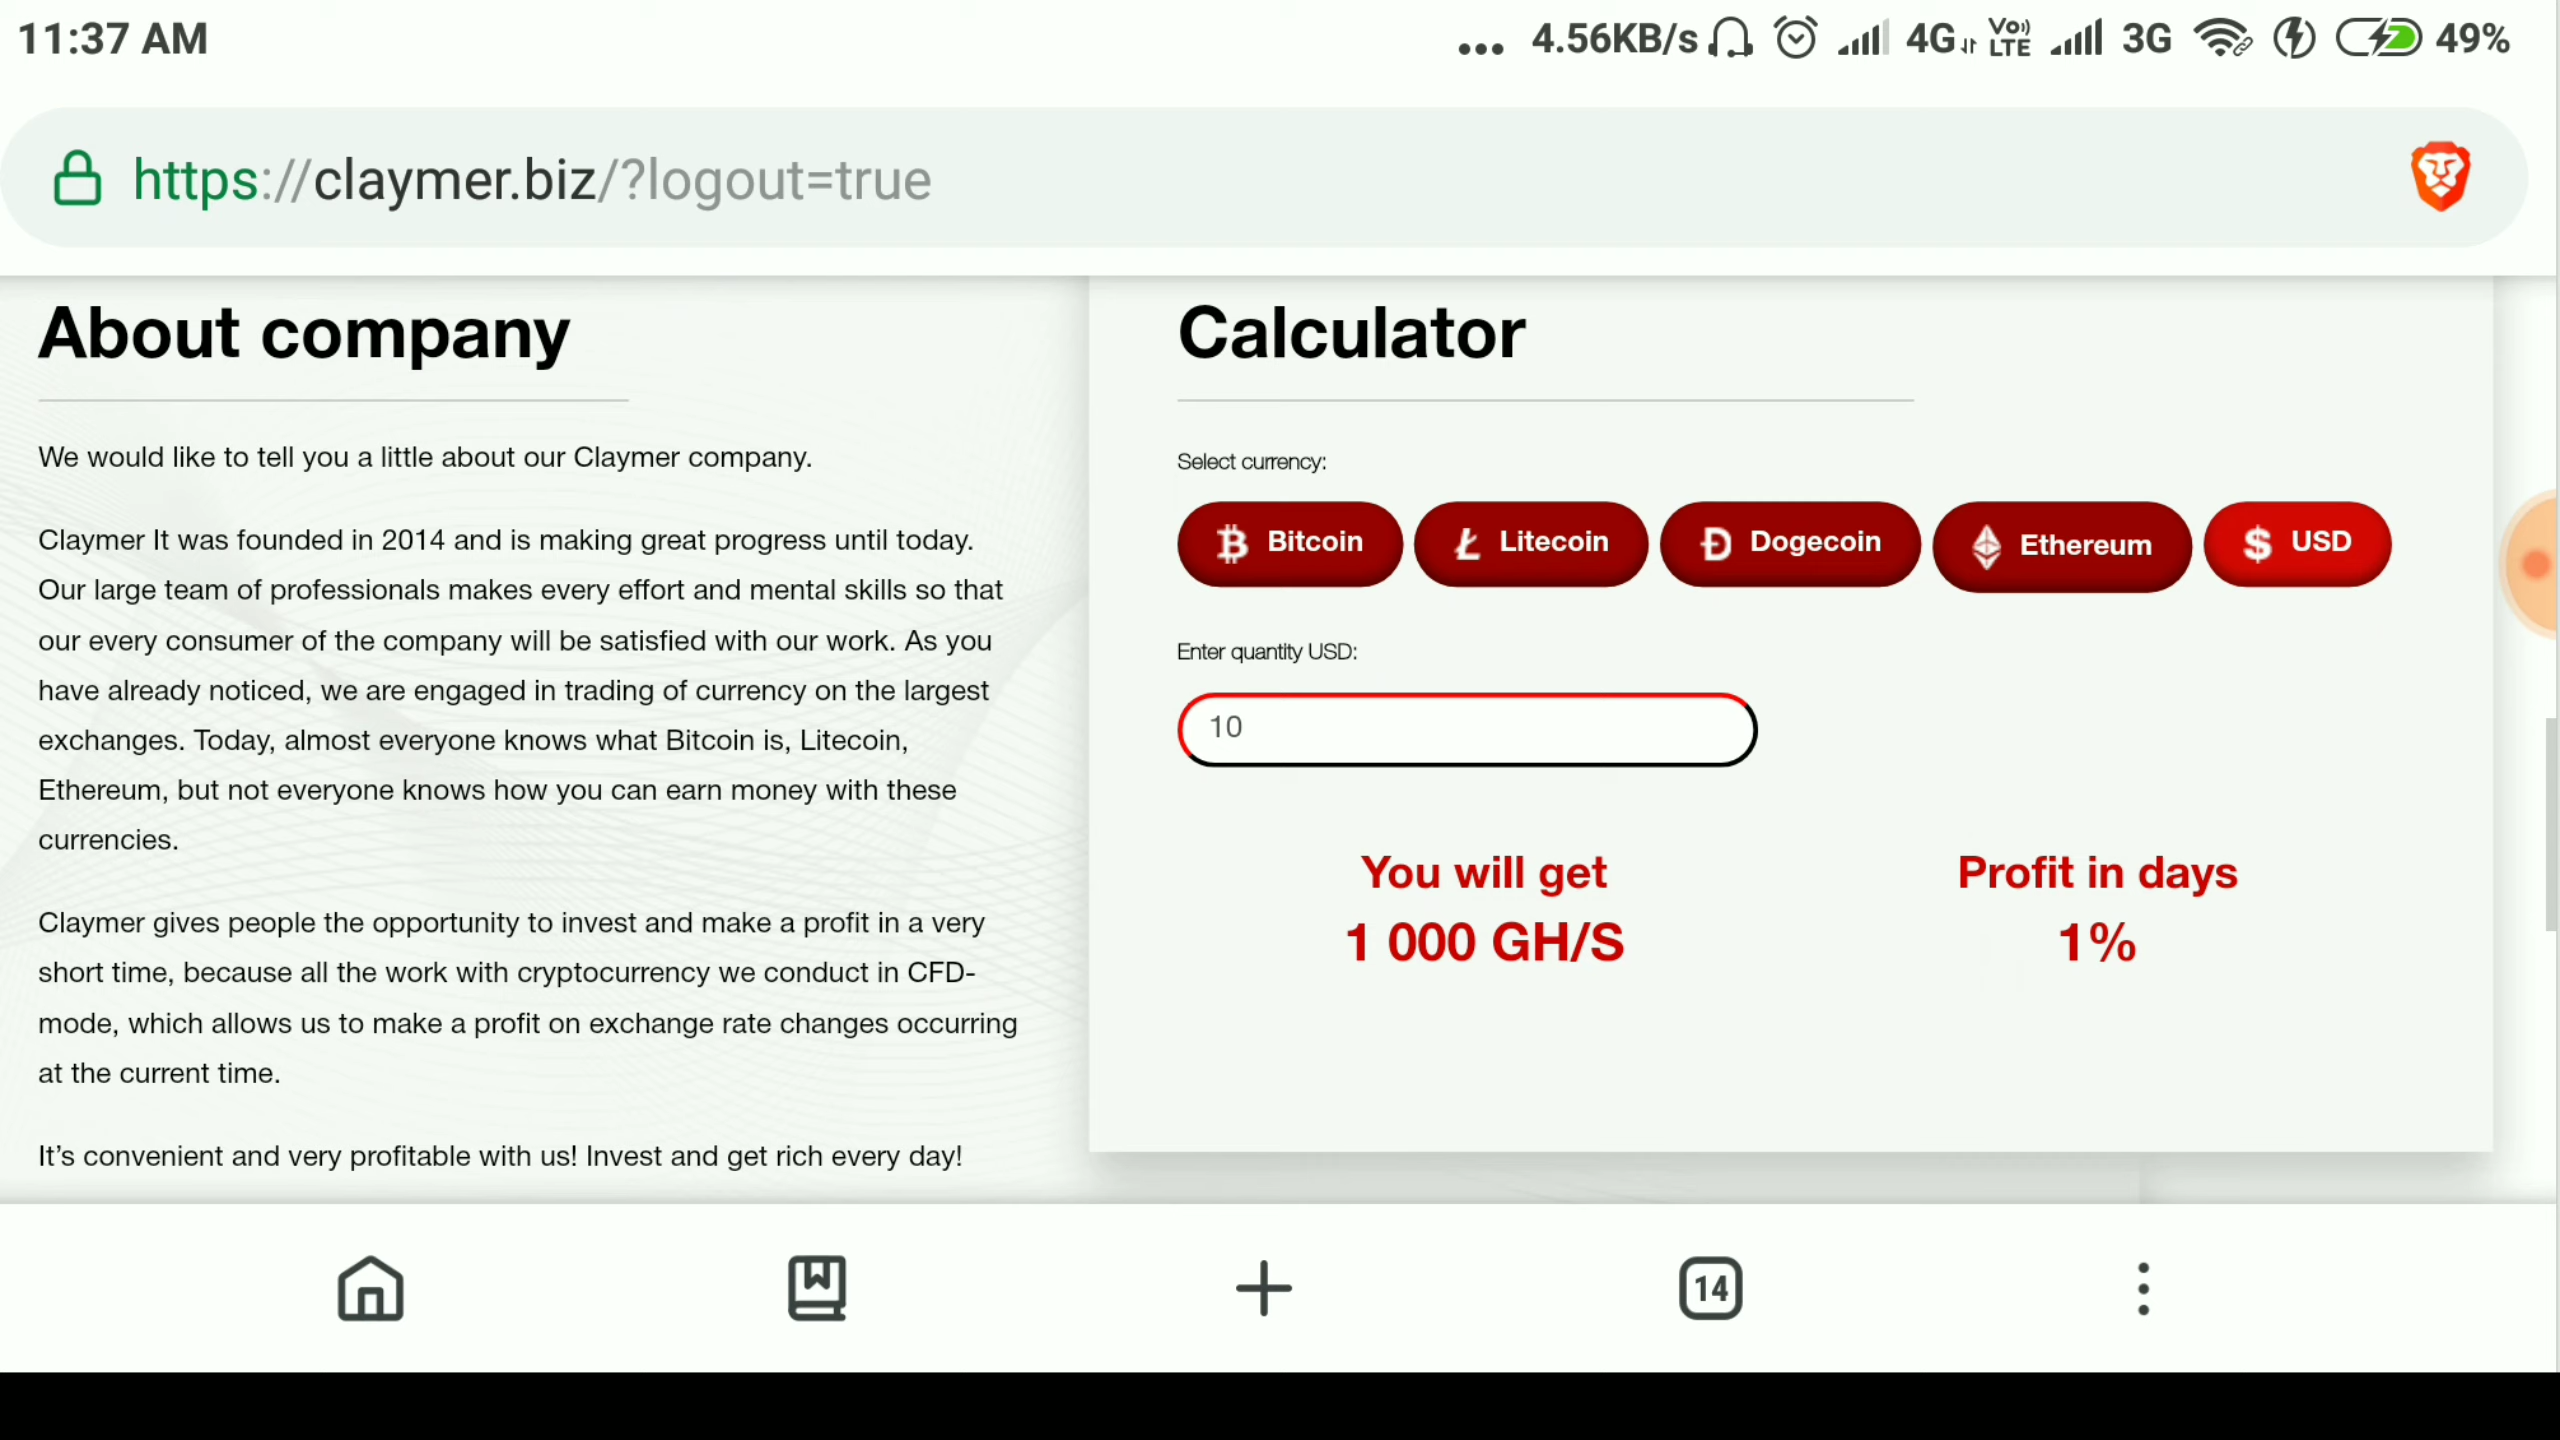 11:37 AM
... 4.56KB/s 4G Vo) LTE 3G 49%
https://claymer.biz/?logout=true
About company
We would like to tell you a little about our Claymer company.
Claymer It was founded in 2014 and is making great progress until today.
Our large team of professionals makes every effort and mental skills so that
our every consumer of the company will be satisfied with our work. As you
have already noticed, we are engaged in trading of currency on the largest
exchanges. Today, almost everyone knows what Bitcoin is, Litecoin,
Ethereum, but not everyone knows how you can earn money with these
currencies.
Claymer gives people the opportunity to invest and make a profit in a very
short time, because all the work with cryptocurrency we conduct in CFD-
mode, which allows us to make a profit on exchange rate changes occurring
at the current time.
It’s convenient and very profitable with us! Invest and get rich every day!
Calculator
Select currency:
Bitcoin Litecoin Dogecoin Ethereum $ USD
Enter quantity USD:
10
You will get
1 000 GH/S
Profit in days
1%
14